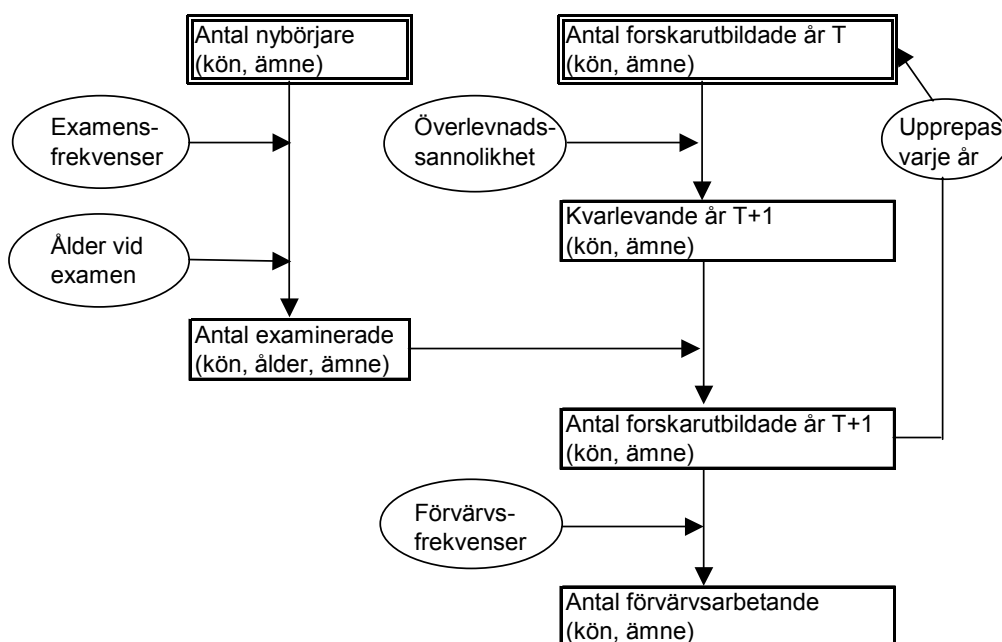 Antal nybörjare
(kön, ämne)
Antal forskarutbildade år T
(kön, ämne)
Examens-
frekvenser
Överlevnads-
sannolikhet
Upprepas
varje år
Kvarlevande år T+1
(kön, ämne)
Ålder vid
examen
Antal examinerade
(kön, ålder, ämne)
Antal forskarutbildade år T+1
(kön, ämne)
Förvärvs-
frekvenser
Antal förvärvsarbetande
(kön, ämne)